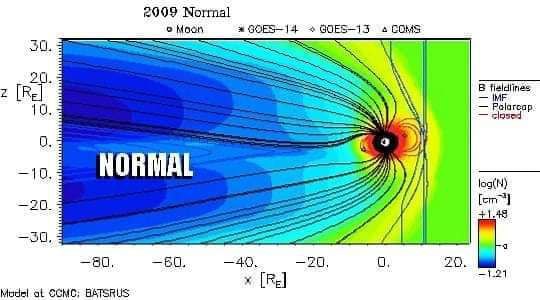 2009 Normal
Moon GOES-14 GOES-13 COMS
30.
20.
z [RE]
10.
0.
-10.
-20.
-30.
NORMAL
-80. -60. -40. -20. 0. 20.
x [RE]
B fieldlines
IMF
Polarcap
closed
log(N)
[cm⁻³]
+1.48
-1.21
Model at CCMC: BATSRUS